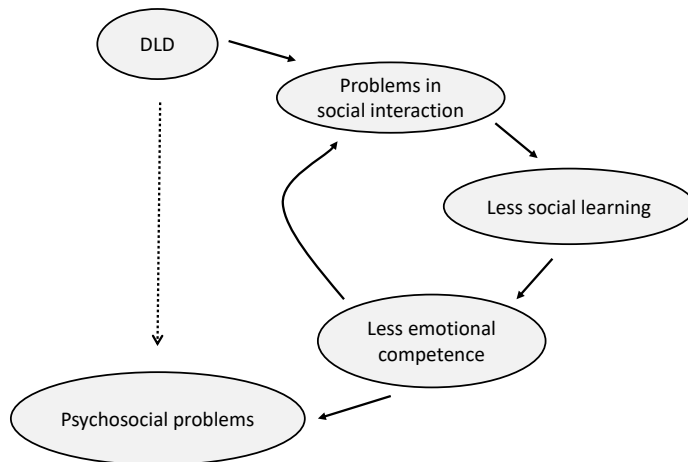 DLD
Problems in
social interaction
Less social learning
Less emotional
competence
Psychosocial problems